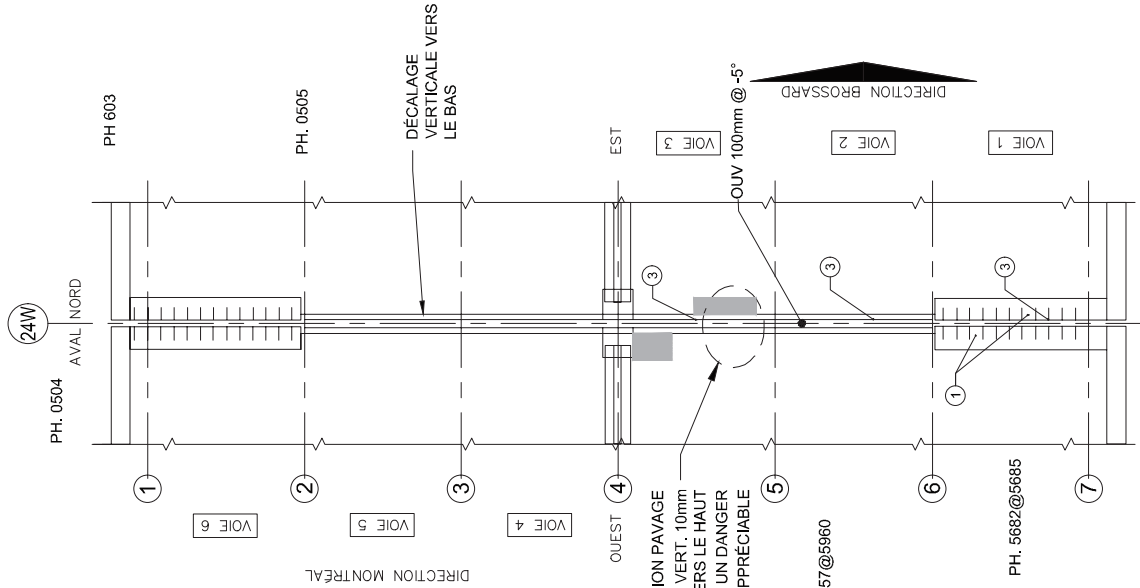 24W
AVAL NORD
PH. 0504
PH 603
PH. 0505
DÉCALAGE
VERTICALE VERS
LE BAS
1
2
3
4
5
6
7
VOIE 6
VOIE 5
VOIE 4
DIRECTION MONTRÉAL
OUEST
EST
VOIE 3
VOIE 2
VOIE 1
DIRECTION BROSSARD
OUV 100mm @ -5°
3
3
3
1
ION PAVAGE
VERT. 10mm
ERS LE HAUT
UN DANGER
PPRÉCIABLE
57@5960
PH. 5682@5685